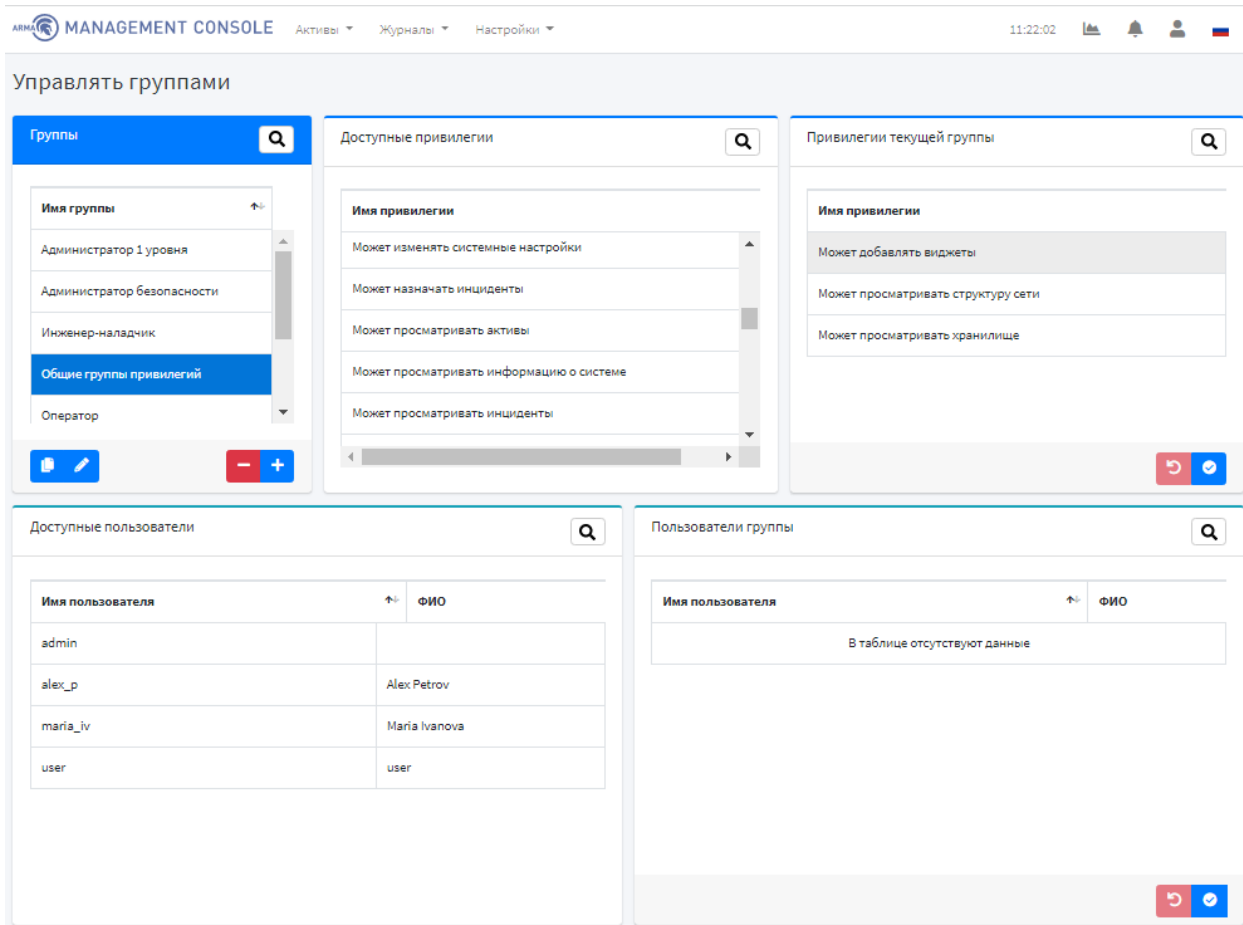 ARMA MANAGEMENT CONSOLE Активы Журналы Настройки 11:22:02
Управлять группами
Группы
Имя группы
Администратор 1 уровня
Администратор безопасности
Инженер-наладчик
Общие группы привилегий
Оператор
Доступные привилегии
Имя привилегии
Может изменять системные настройки
Может назначать инциденты
Может просматривать активы
Может просматривать информацию о системе
Может просматривать инциденты
Привилегии текущей группы
Имя привилегии
Может добавлять виджеты
Может просматривать структуру сети
Может просматривать хранилище
Доступные пользователи
Имя пользователя ФИО
admin
alex_p Alex Petrov
maria_iv Maria Ivanova
user user
Пользователи группы
Имя пользователя ФИО
В таблице отсутствуют данные